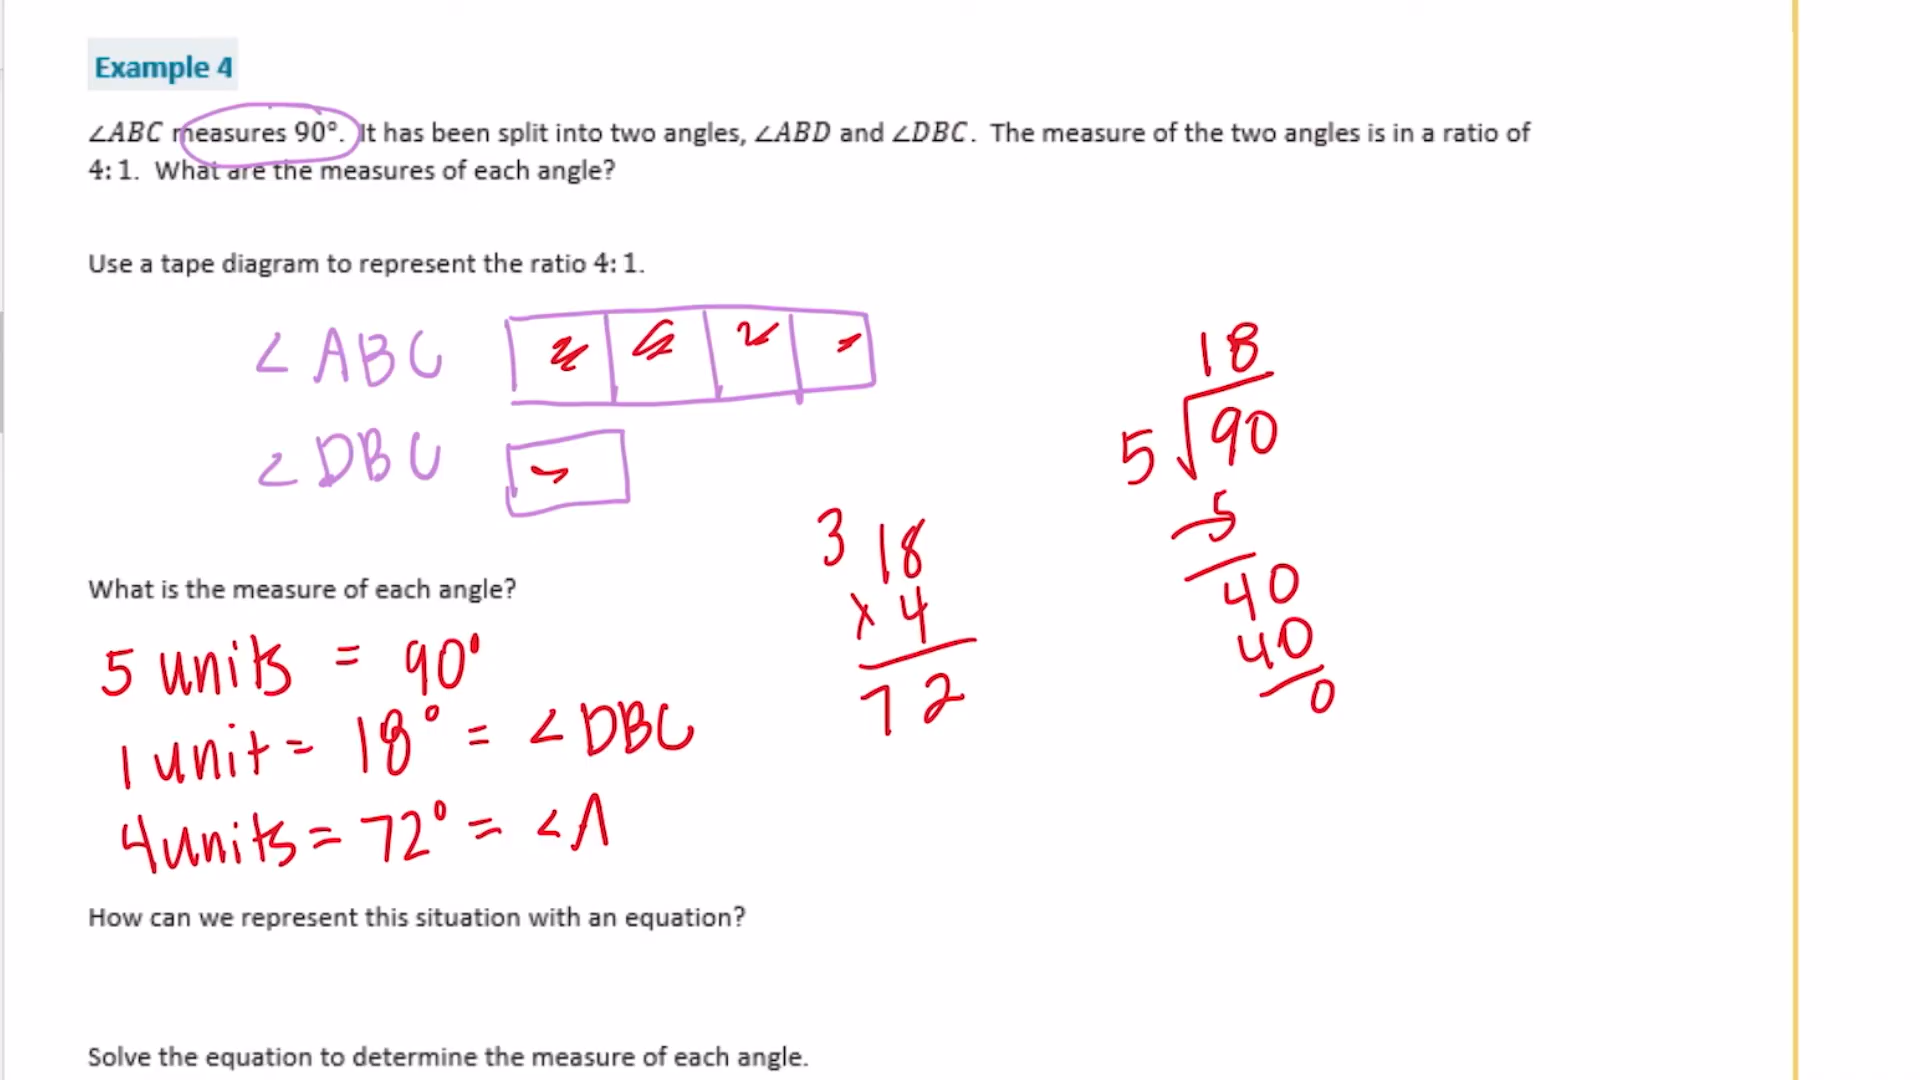 Example 4
∠ABC measures 90°. It has been split into two angles, ∠ABD and ∠DBC. The measure of the two angles is in a ratio of
4:1. What are the measures of each angle?
Use a tape diagram to represent the ratio 4:1.
∠ABC
∠DBC
18
5 √90
- 5
40
40
0
3 18
x 4
72
What is the measure of each angle?
5 units = 90°
1 unit = 18° = ∠DBC
4 units = 72° = ∠A
How can we represent this situation with an equation?
Solve the equation to determine the measure of each angle.